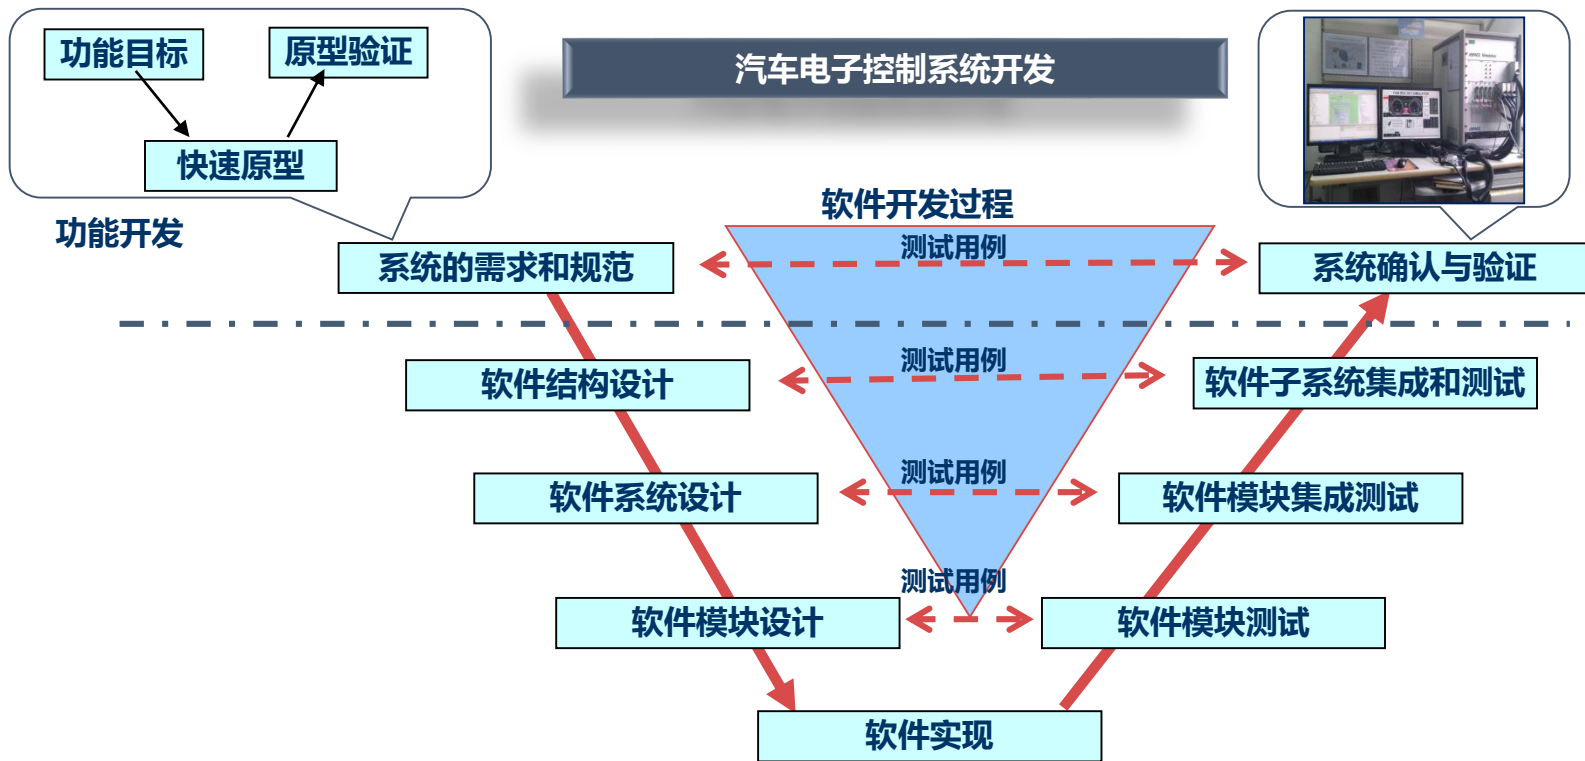 功能目标
原型验证
快速原型
汽车电子控制系统开发
功能开发
软件开发过程
系统的需求和规范
测试用例
系统确认与验证
软件结构设计
测试用例
软件子系统集成和测试
软件系统设计
测试用例
软件模块集成测试
软件模块设计
测试用例
软件模块测试
软件实现